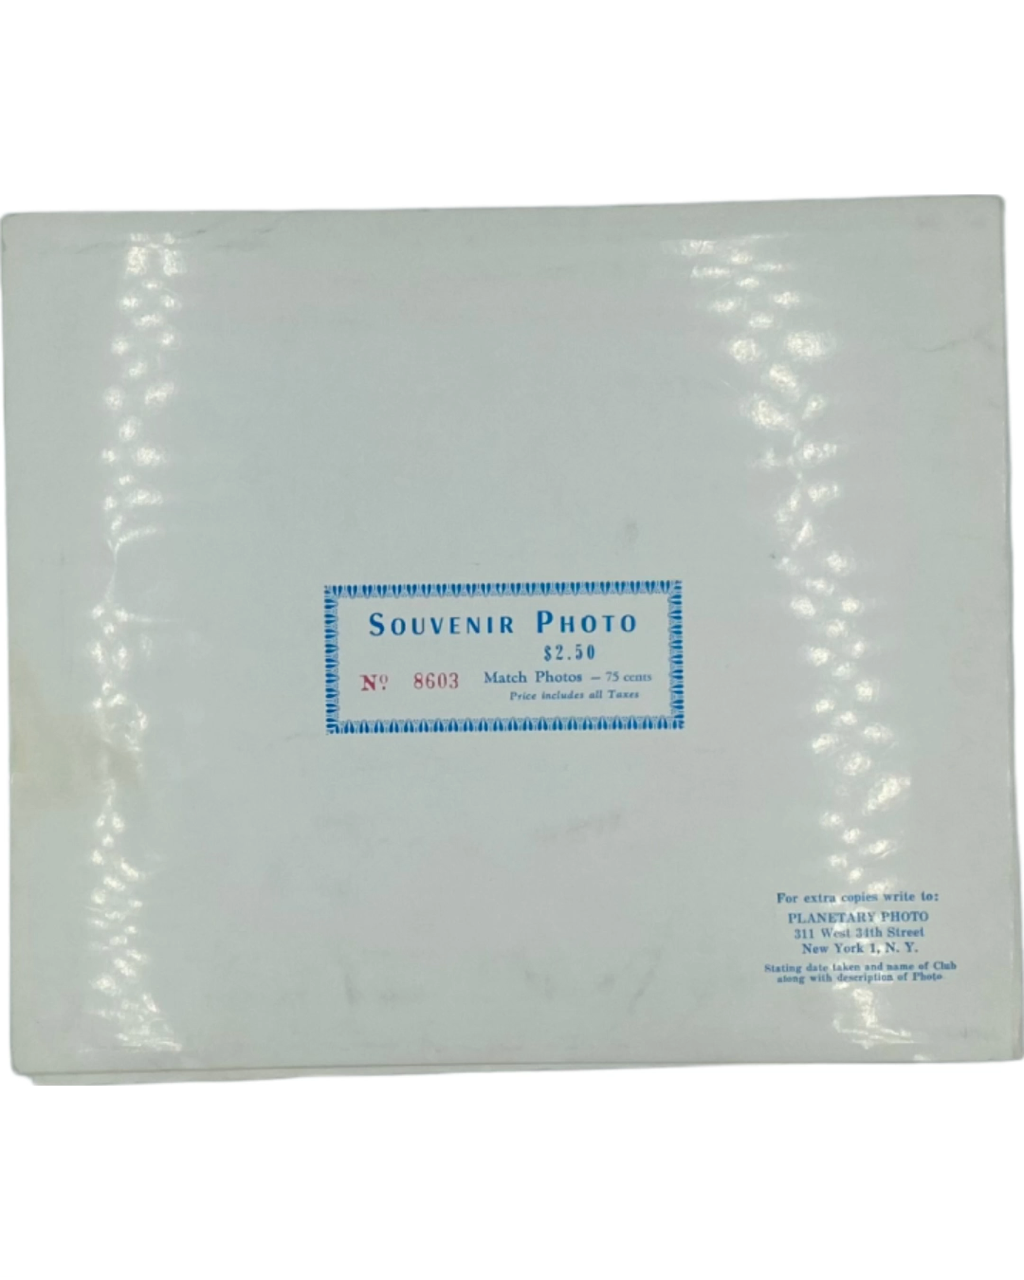 SOUVENIR PHOTO
$2.50
Nº 8603 Match Photos — 75 cents
Price includes all Taxes
For extra copies write to:
PLANETARY PHOTO
311 West 34th Street
New York 1, N. Y.
Stating date taken and name of Club
along with description of Photo